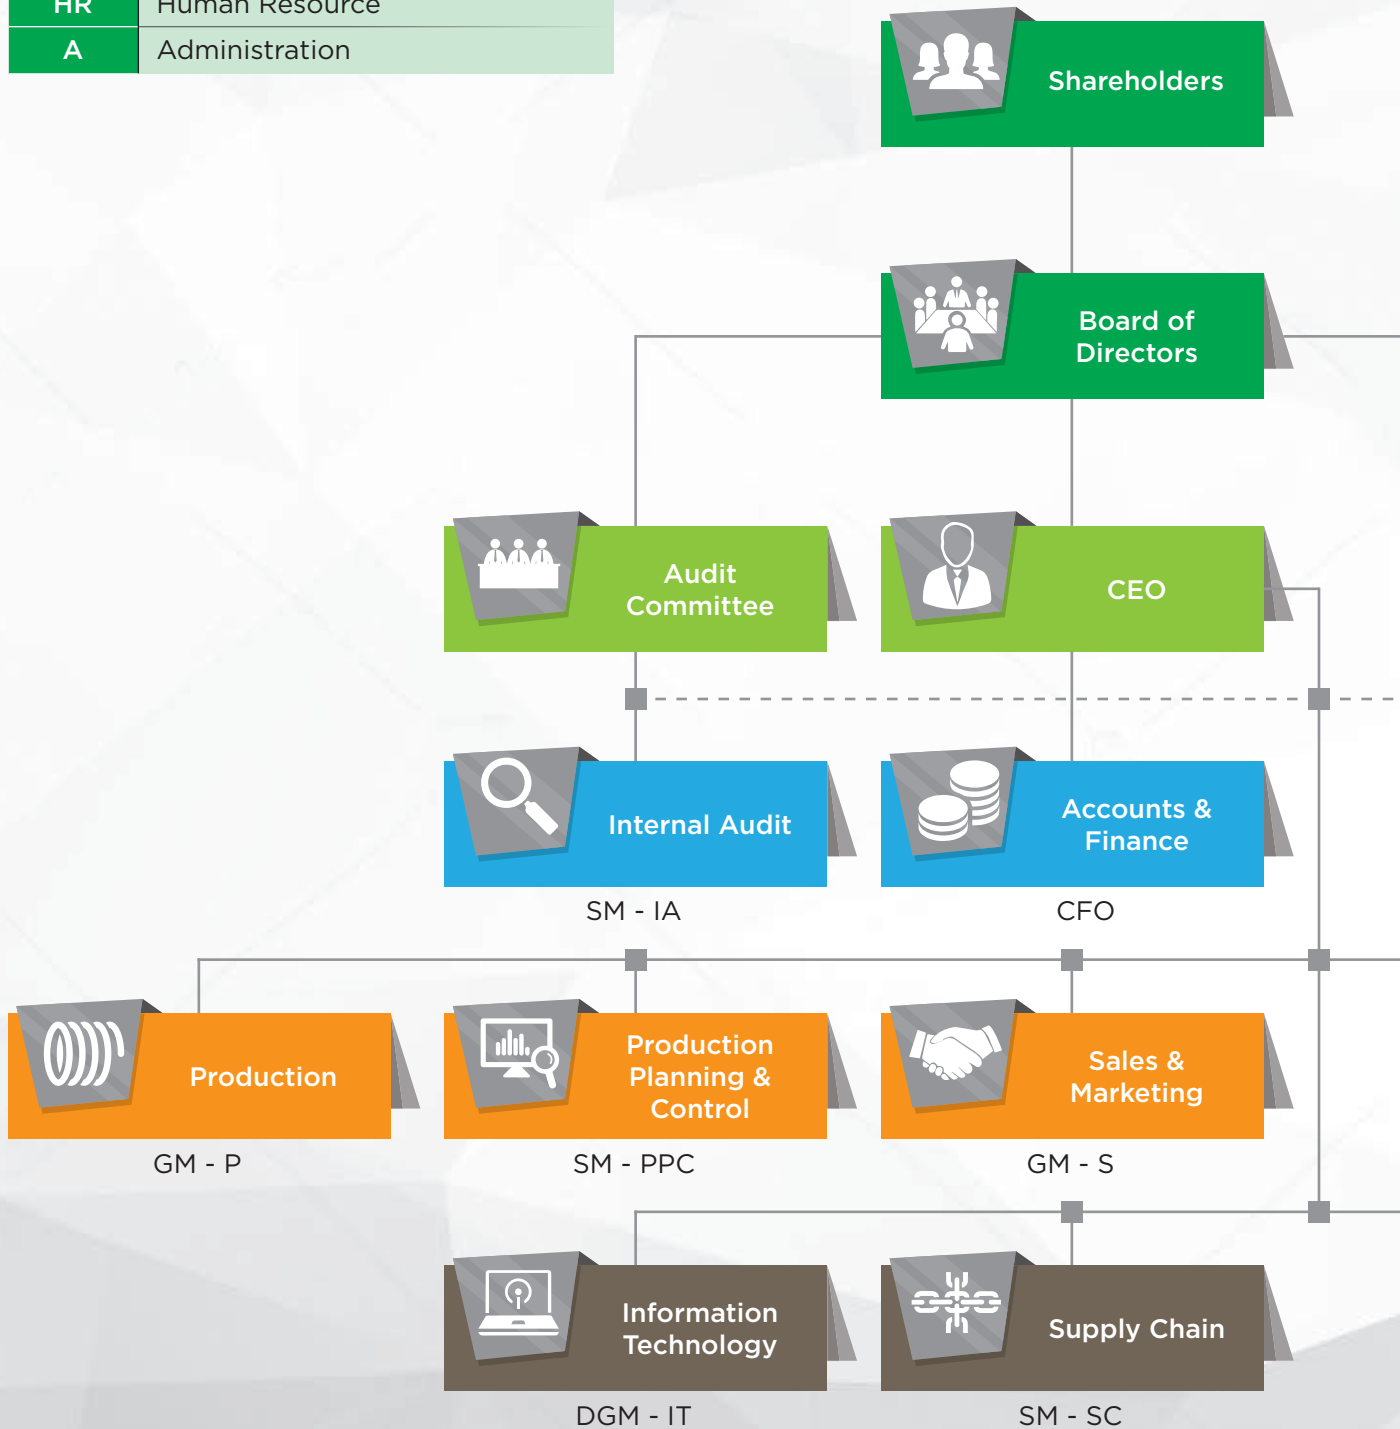 HR Human Resource
A Administration
Shareholders
Board of
Directors
Audit
Committee
CEO
Internal Audit
Accounts &
Finance
SM - IA
CFO
Production
Production
Planning &
Control
Sales &
Marketing
GM - P
SM - PPC
GM - S
Information
Technology
Supply Chain
DGM - IT
SM - SC